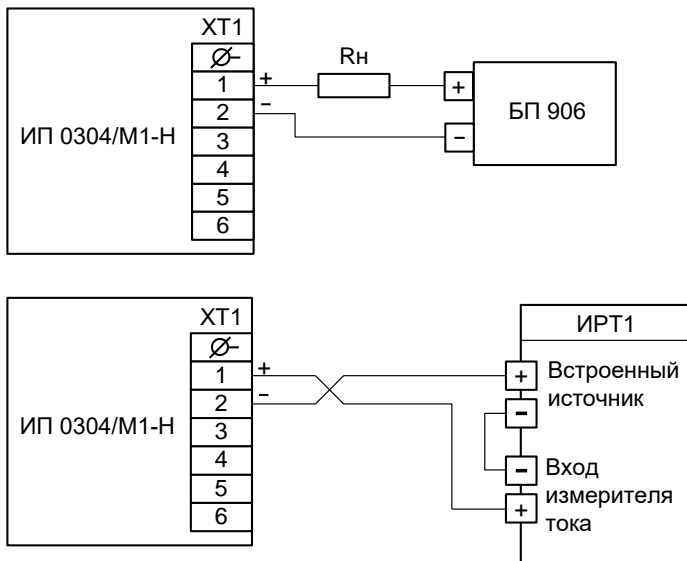 XT1
1
2
3
4
5
6
+
−
ИП 0304/М1-Н
Rн
+
−
БП 906
XT1
1
2
3
4
5
6
+
−
ИП 0304/М1-Н
ИРТ1
+
Встроенный
источник
−
−
Вход
измерителя
+
тока